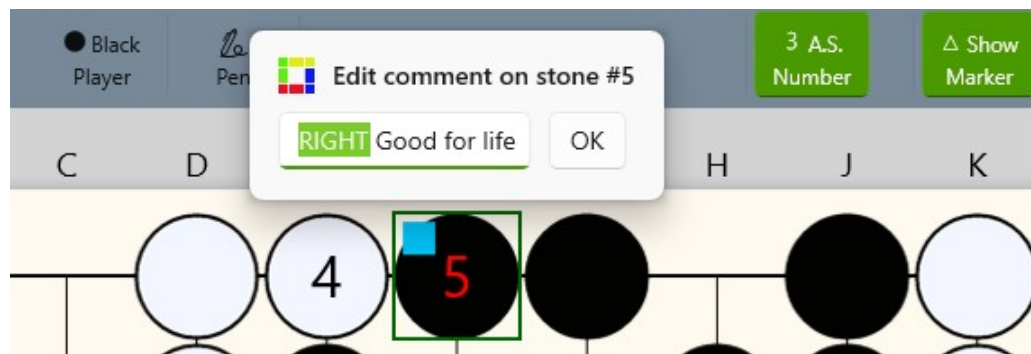 Black
Player
Pen
Edit comment on stone #5
RIGHT Good for life
OK
3 A.S.
Number
△ Show
Marker
C
D
H
J
K
4
5